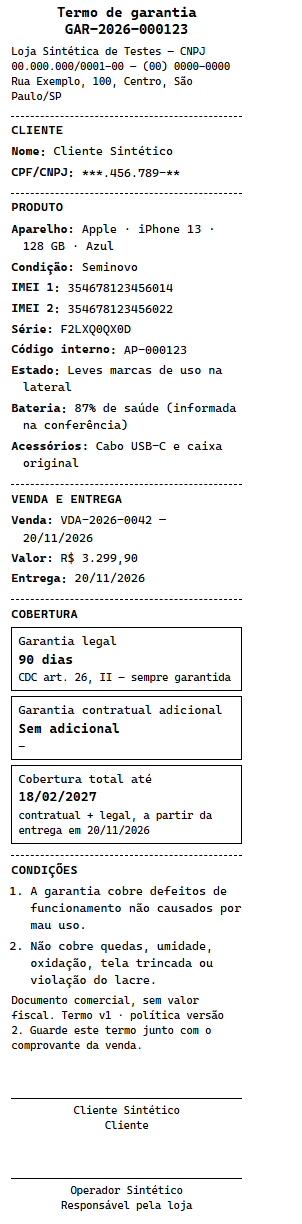 Termo de garantia
GAR-2026-000123
Loja Sintética de Testes — CNPJ
00.000.000/0001-00 — (00) 0000-0000
Rua Exemplo, 100, Centro, São
Paulo/SP
CLIENTE
Nome: Cliente Sintético
CPF/CNPJ: ***.456.789-**
PRODUTO
Aparelho: Apple · iPhone 13 ·
128 GB · Azul
Condição: Seminovo
IMEI 1: 354678123456014
IMEI 2: 354678123456022
Série: F2LXQ0QX0D
Código interno: AP-000123
Estado: Leves marcas de uso na
lateral
Bateria: 87% de saúde (informada
na conferência)
Acessórios: Cabo USB-C e caixa
original
VENDA E ENTREGA
Venda: VDA-2026-0042 —
20/11/2026
Valor: R$ 3.299,90
Entrega: 20/11/2026
COBERTURA
Garantia legal
90 dias
CDC art. 26, II — sempre garantida
Garantia contratual adicional
Sem adicional
—
Cobertura total até
18/02/2027
contratual + legal, a partir da
entrega em 20/11/2026
CONDIÇÕES
1. A garantia cobre defeitos de
funcionamento não causados por
mau uso.
2. Não cobre quedas, umidade,
oxidação, tela trincada ou
violação do lacre.
Documento comercial, sem valor
fiscal. Termo v1 · política versão
2. Guarde este termo junto com o
comprovante da venda.
Cliente Sintético
Cliente
Operador Sintético
Responsável pela loja